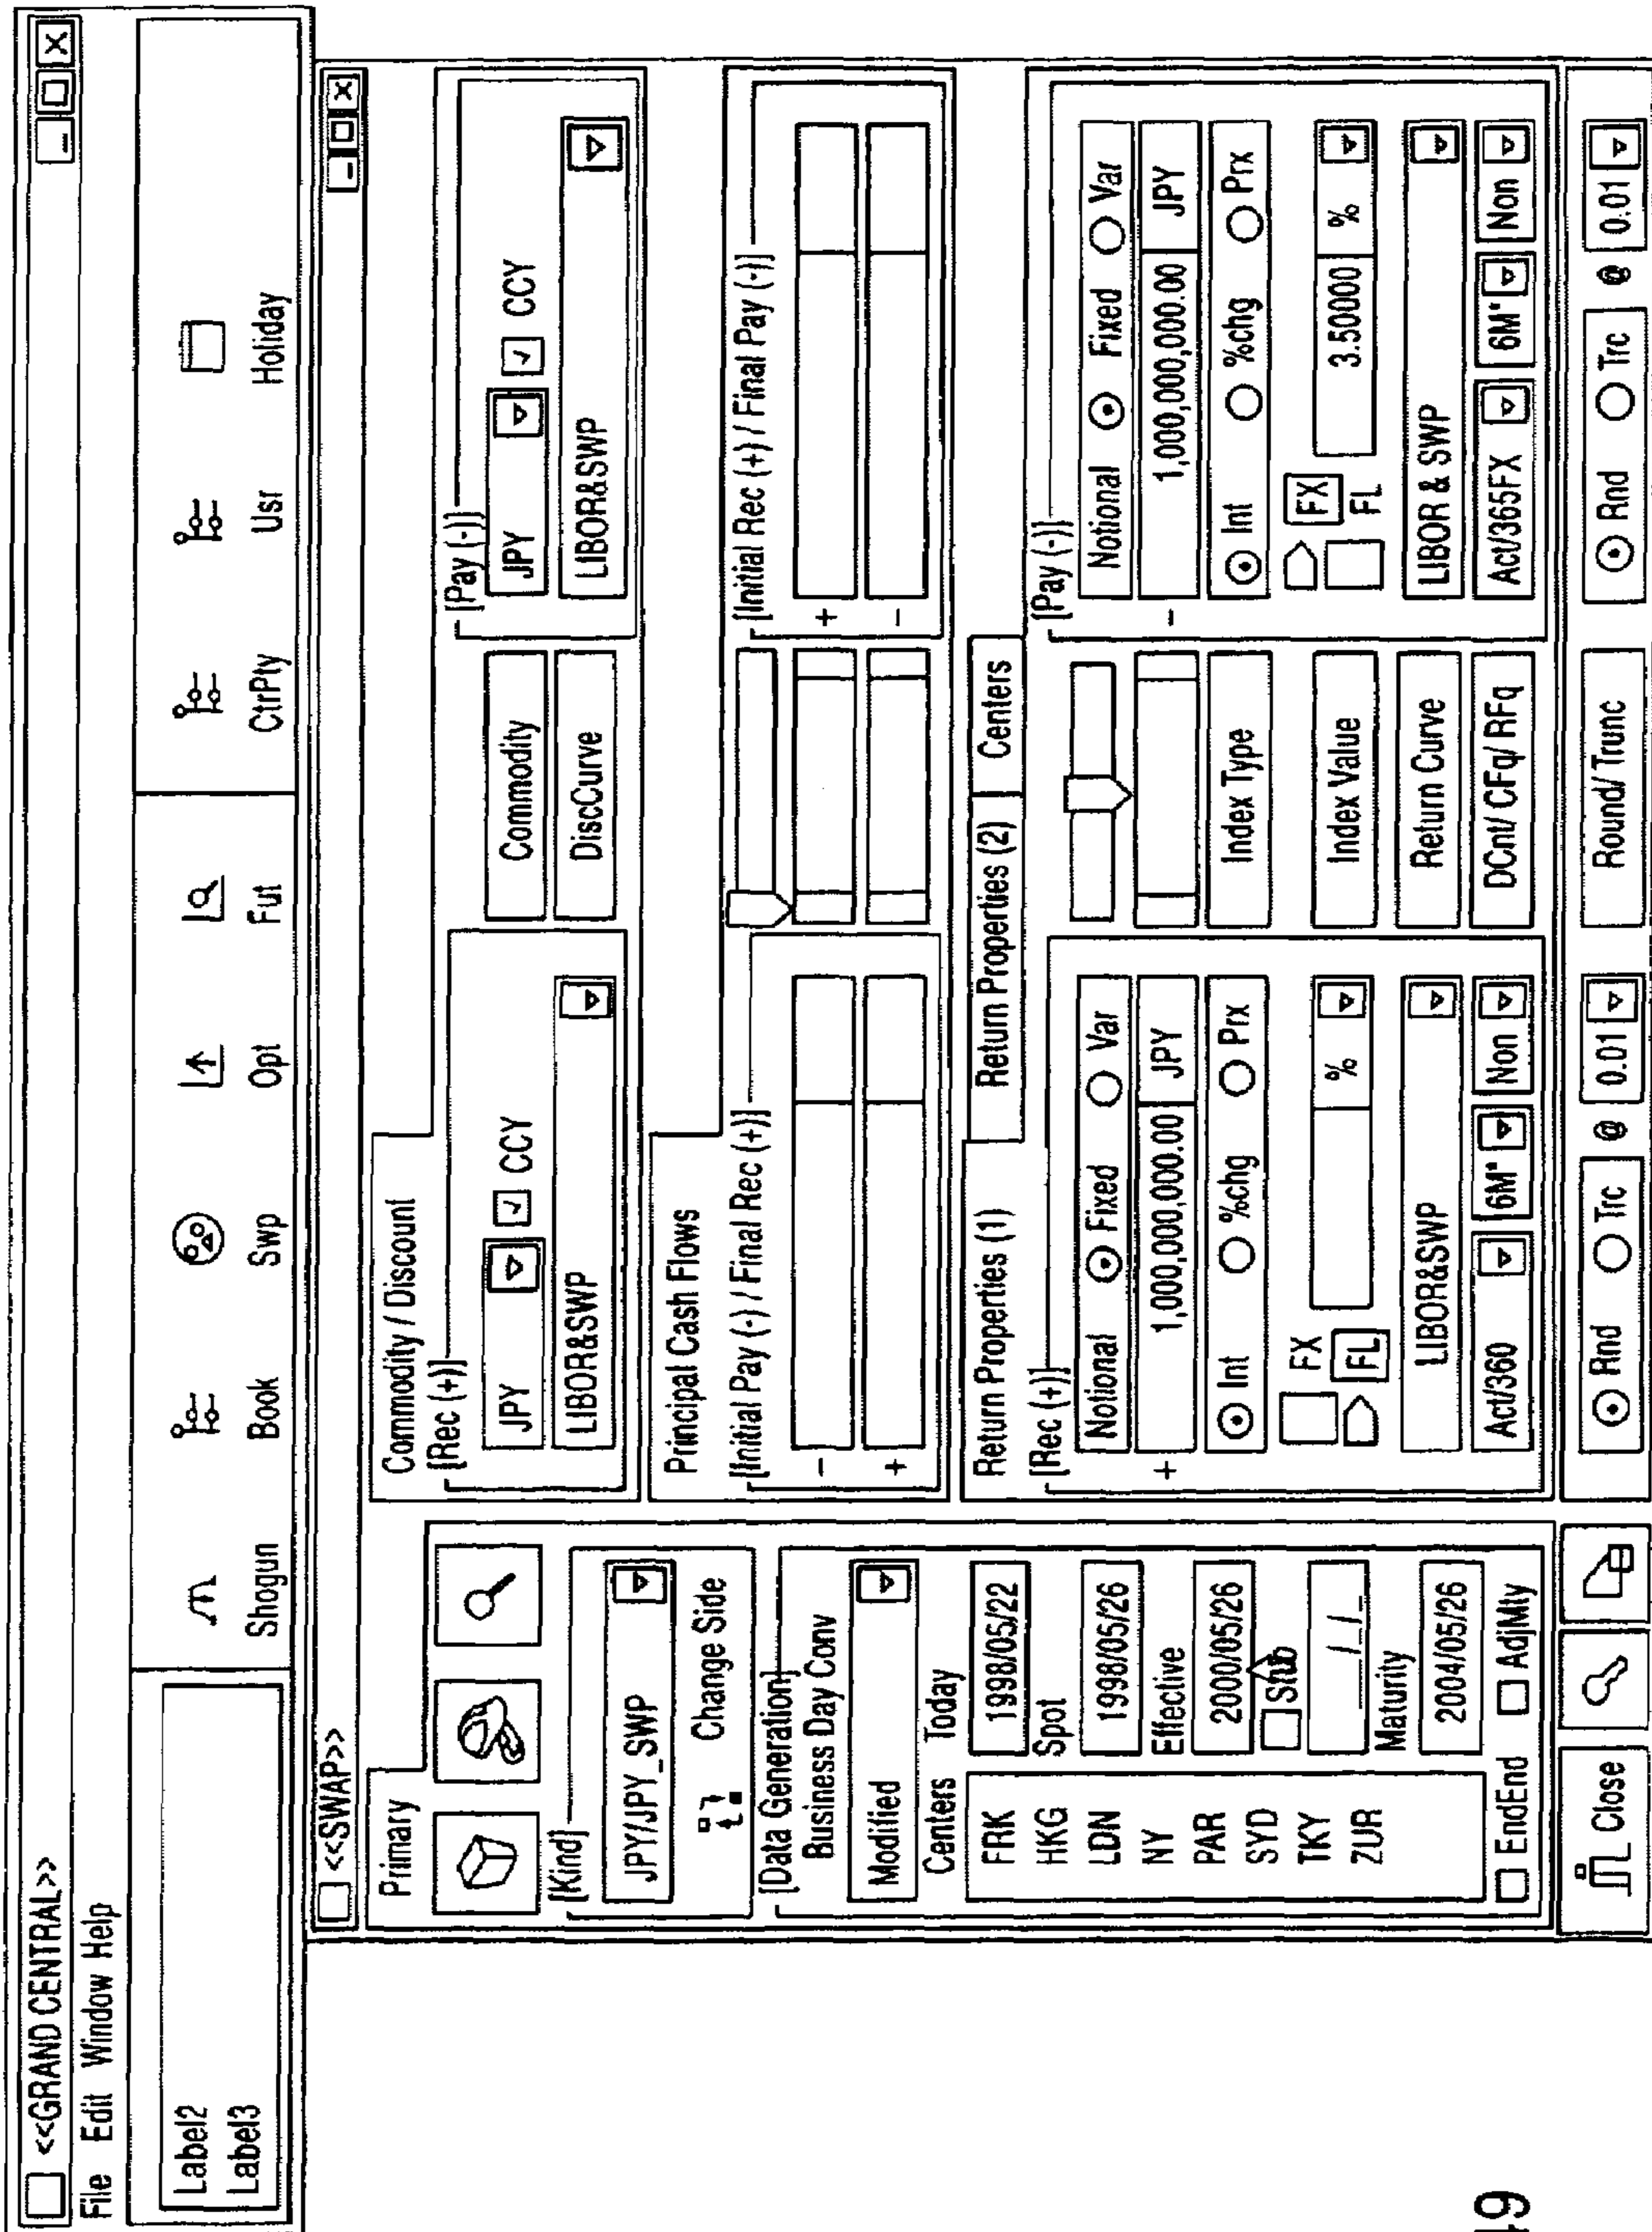 <<GRAND CENTRAL>>
File Edit Window Help
Label2
Label3
Shogun
Book
Swp
Opt
Fut
CtrPty
Usr
Holiday
<<SWAP>>
Primary
[Kind]
JPY/JPY_SWP
Change Side
[Data Generation]
Business Day Conv
Modified
Centers
Today
FRK
HKG
LDN
NY
PAR
SYD
TKY
ZUR
1998/05/22
Spot
1998/05/26
Effective
2000/05/26
Stub
__/_/_
Maturity
2004/05/26
EndEnd
AdjMty
Close
Commodity / Discount
[Rec (+)]
JPY
CCY
LIBOR&SWP
Commodity
DiscCurve
[Pay (-)]
JPY
CCY
LIBOR&SWP
Principal Cash Flows
[Initial Pay (-) / Final Rec (+)]
-
+
[Initial Rec (+) / Final Pay (-)]
+
-
Return Properties (1)
Return Properties (2)
Centers
[Rec (+)]
Notional Fixed Var
+ 1,000,000,000.00 JPY
Int %chg Prx
FX
FL
%
LIBOR&SWP
Act/360 6M* Non
Index Type
Index Value
Return Curve
DCnt/ CFq/ RFq
[Pay (-)]
Notional Fixed Var
- 1,000,000,000.00 JPY
Int %chg Prx
FX
FL
3.50000 %
LIBOR & SWP
Act/365FX 6M* Non
Rnd Trc @ 0.01
Round/ Trunc
Rnd Trc @ 0.01